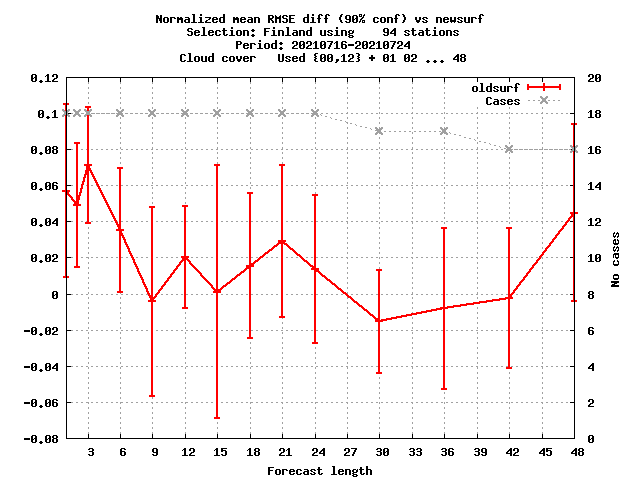 Normalized mean RMSE diff (90% conf) vs newsurf
Selection: Finland using    94 stations
Period: 20210716-20210724
Cloud cover   Used {00,12} + 01 02 ... 48
0.12
0.1
0.08
0.06
0.04
0.02
0
-0.02
-0.04
-0.06
-0.08
oldsurf
Cases
20
18
16
14
12
10
8
6
4
2
0
No cases
3 6 9 12 15 18 21 24 27 30 33 36 39 42 45 48
Forecast length